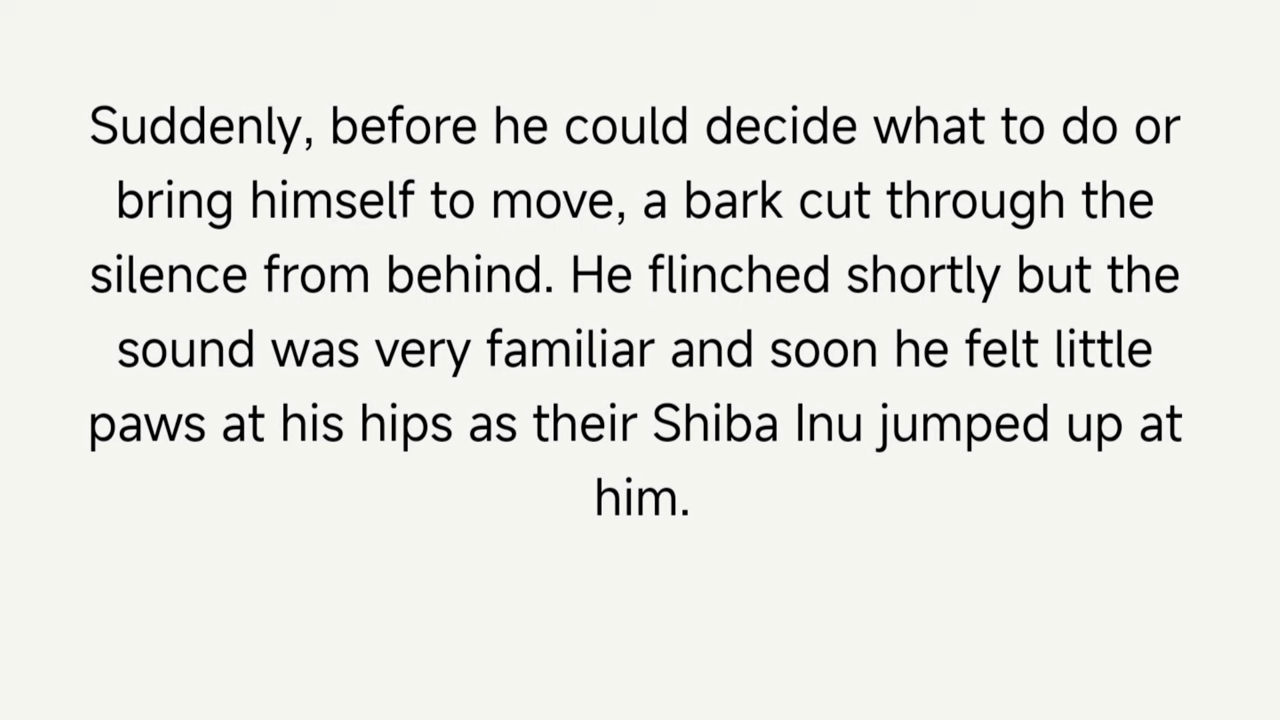 Suddenly, before he could decide what to do or
bring himself to move, a bark cut through the
silence from behind. He flinched shortly but the
sound was very familiar and soon he felt little
paws at his hips as their Shiba Inu jumped up at
him.